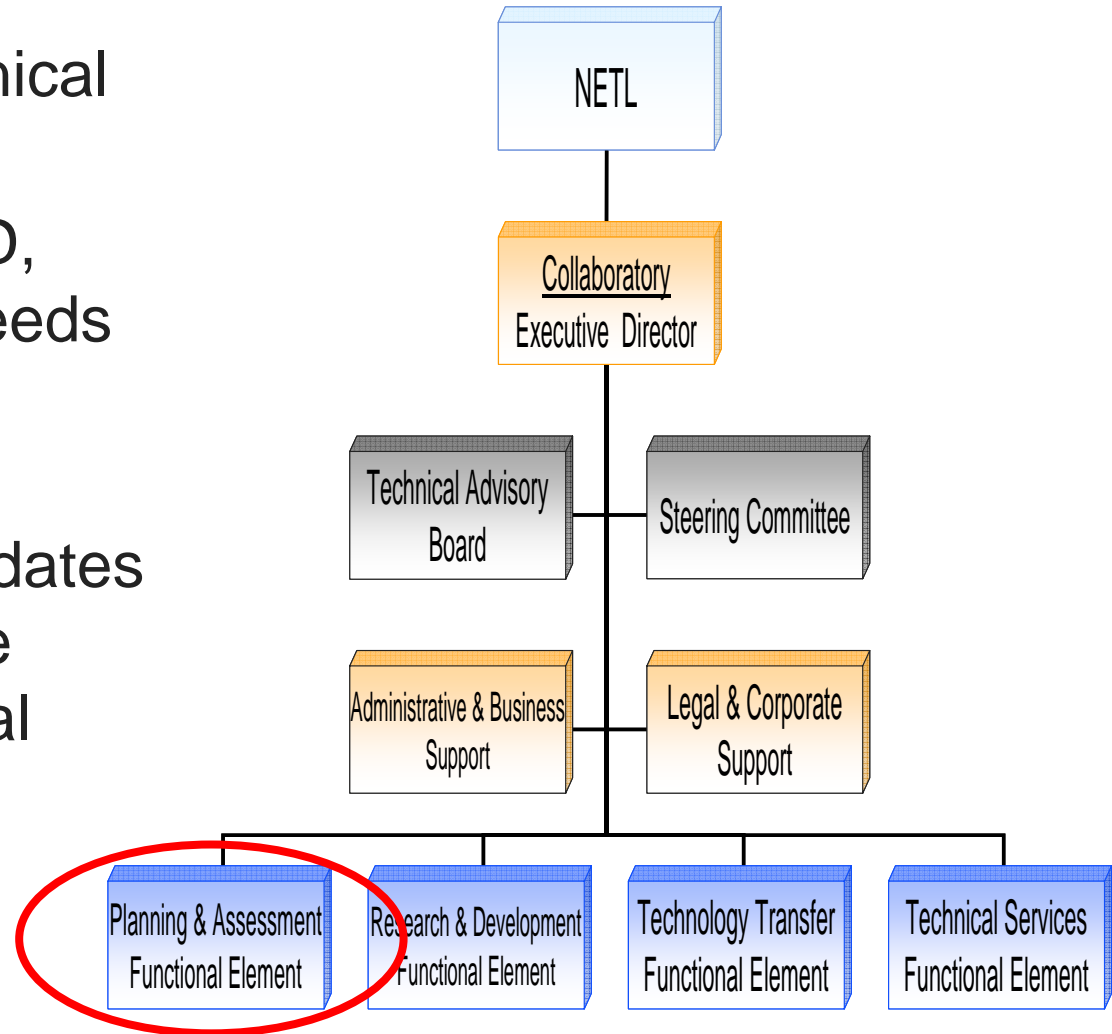 nical
D,
eeds
dates
e
al
NETL
Collaboratory
Executive Director
Technical Advisory
Board
Steering Committee
Administrative & Business
Support
Legal & Corporate
Support
Planning & Assessment
Functional Element
Research & Development
Functional Element
Technology Transfer
Functional Element
Technical Services
Functional Element